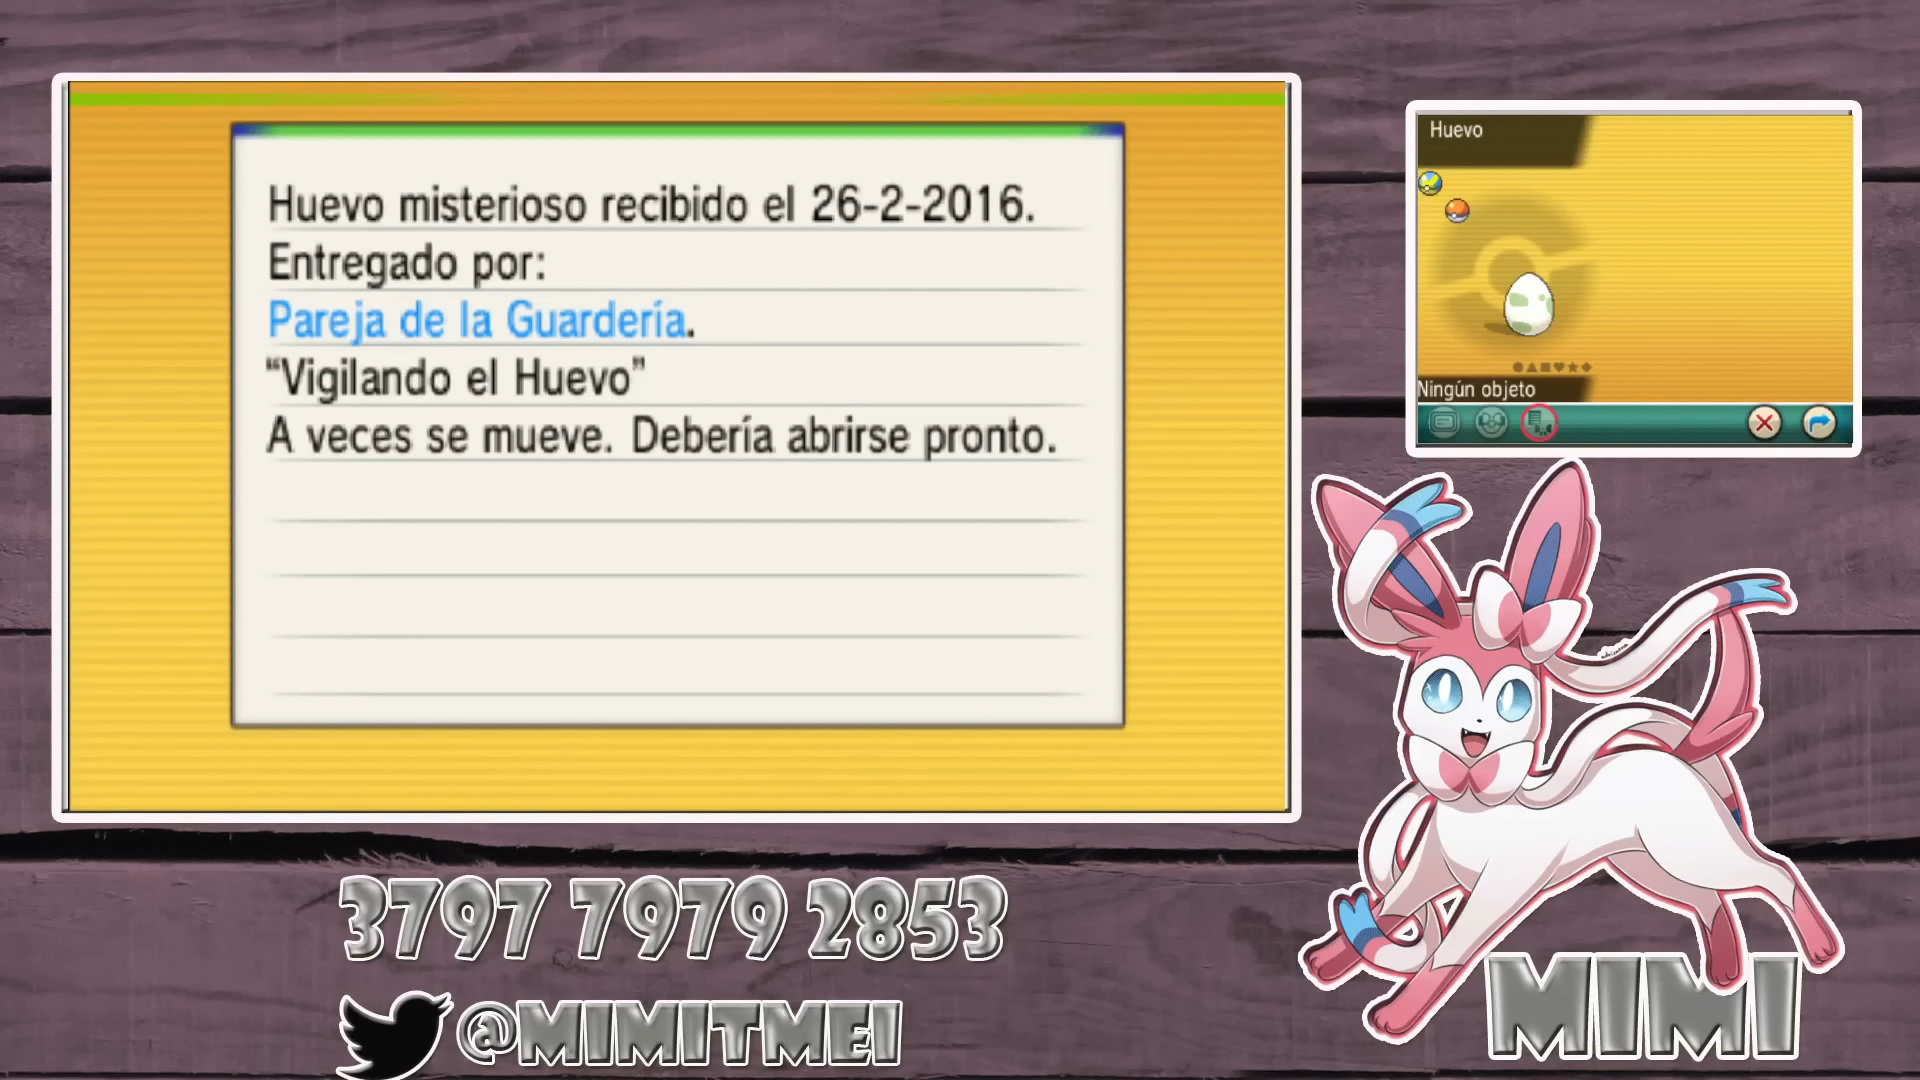 Huevo misterioso recibido el 26-2-2016.
Entregado por:
Pareja de la Guardería.
“Vigilando el Huevo”
A veces se mueve. Debería abrirse pronto.
Huevo
Ningún objeto
3797 7979 2853
@MIMITMEI
MIMI